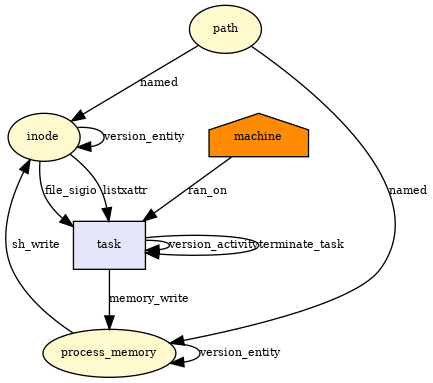 path
named
inode
version_entity
machine
file_sigio
listxattr
ran_on
named
sh_write
task
version_activity
terminate_task
memory_write
process_memory
version_entity